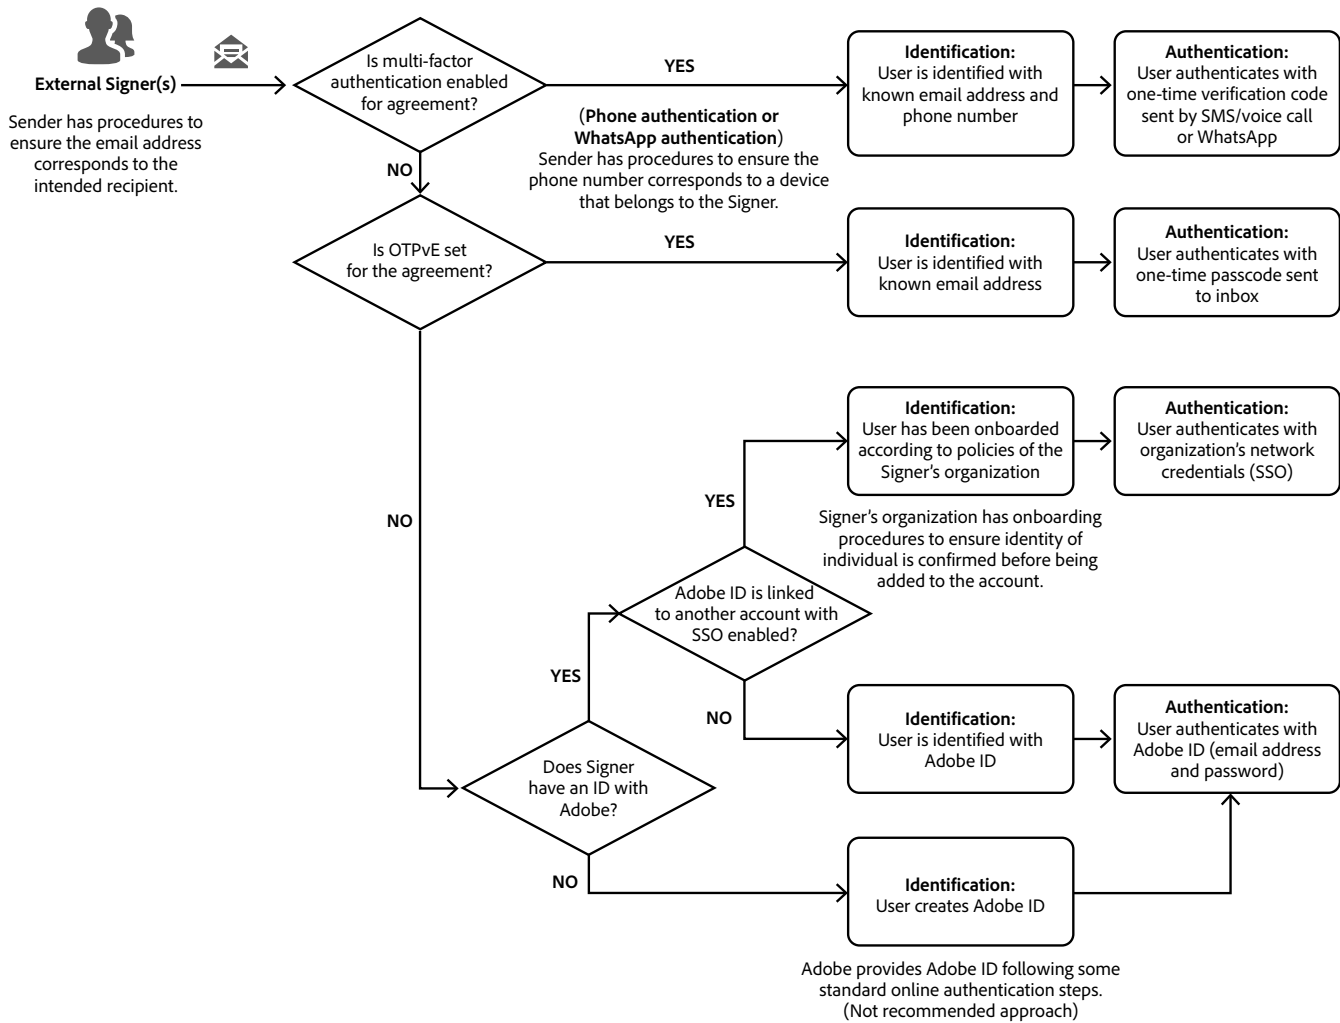 External Signer(s)
Sender has procedures to
ensure the email address
corresponds to the
intended recipient.
Is multi-factor
authentication enabled
for agreement?
YES
(Phone authentication or
WhatsApp authentication)
Sender has procedures to ensure the
phone number corresponds to a device
that belongs to the Signer.
Identification:
User is identified with
known email address and
phone number
Authentication:
User authenticates with
one-time verification code
sent by SMS/voice call
or WhatsApp
NO
Is OTPvE set
for the agreement?
YES
Identification:
User is identified with
known email address
Authentication:
User authenticates with
one-time passcode sent
to inbox
NO
Does Signer
have an ID with
Adobe?
YES
Adobe ID is linked
to another account with
SSO enabled?
YES
Identification:
User has been onboarded
according to policies of the
Signer's organization
Signer's organization has onboarding
procedures to ensure identity of
individual is confirmed before being
added to the account.
Authentication:
User authenticates with
organization's network
credentials (SSO)
NO
Identification:
User is identified with
Adobe ID
Authentication:
User authenticates with
Adobe ID (email address
and password)
NO
Identification:
User creates Adobe ID
Adobe provides Adobe ID following some
standard online authentication steps.
(Not recommended approach)